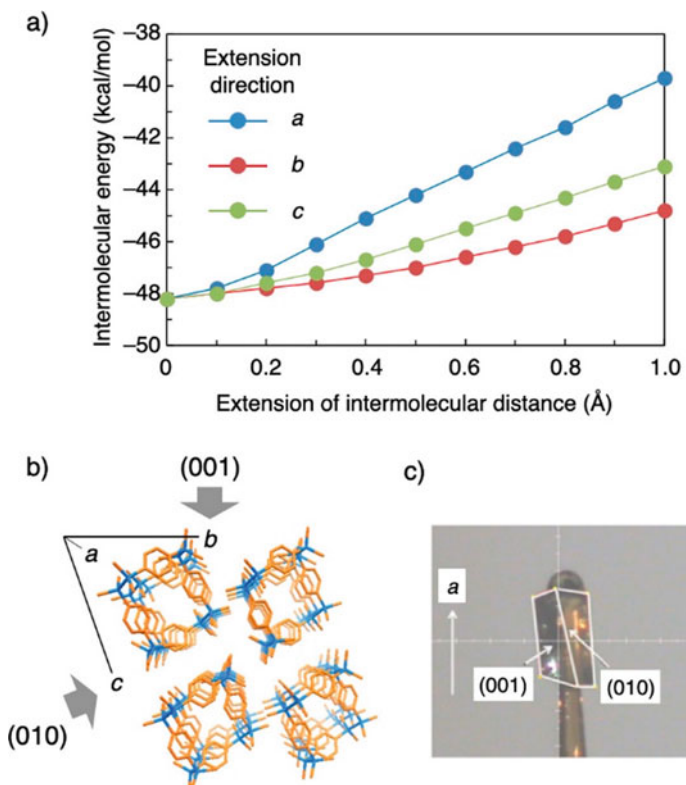 a)
Intermolecular energy (kcal/mol)
−38
−40
−42
−44
−46
−48
−50
Extension
direction
a
b
c
0
0.2
0.4
0.6
0.8
1.0
Extension of intermolecular distance (Å)
b)
(001)
a
b
c
(010)
c)
a
(001)
(010)